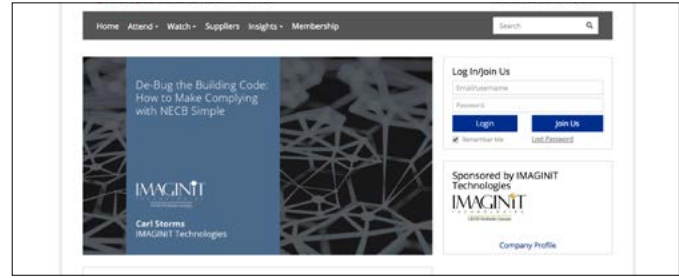 Home Attend Watch Suppliers Insights Membership
Search
De-Bug the Building Code:
How to Make Complying
with NECB Simple
IMAGINiT
TECHNOLOGIES
Carl Storms
IMAGINiT Technologies
Log In/Join Us
Email/username
Password
Login Join Us
Remember Me Lost Password
Sponsored by IMAGINiT
Technologies
IMAGINiT
TECHNOLOGIES
Company Profile